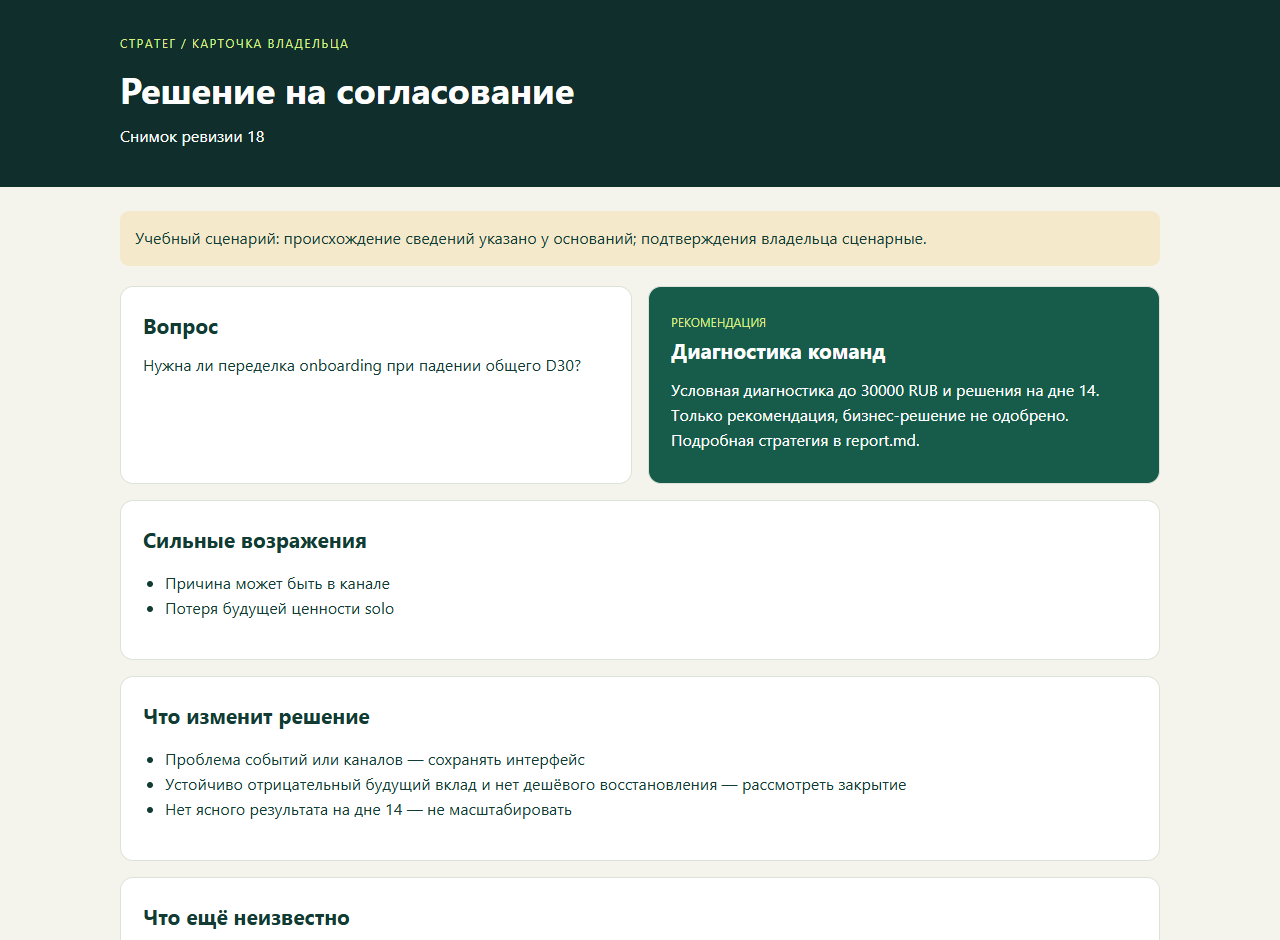 СТРАТЕГ / КАРТОЧКА ВЛАДЕЛЬЦА
Решение на согласование
Снимок ревизии 18
Учебный сценарий: происхождение сведений указано у оснований; подтверждения владельца сценарные.
Вопрос
Нужна ли переделка onboarding при падении общего D30?
РЕКОМЕНДАЦИЯ
Диагностика команд
Условная диагностика до 30000 RUB и решения на дне 14.
Только рекомендация, бизнес-решение не одобрено.
Подробная стратегия в report.md.
Сильные возражения
Причина может быть в канале
Потеря будущей ценности solo
Что изменит решение
Проблема событий или каналов — сохранять интерфейс
Устойчиво отрицательный будущий вклад и нет дешёвого восстановления — рассмотреть закрытие
Нет ясного результата на дне 14 — не масштабировать
Что ещё неизвестно